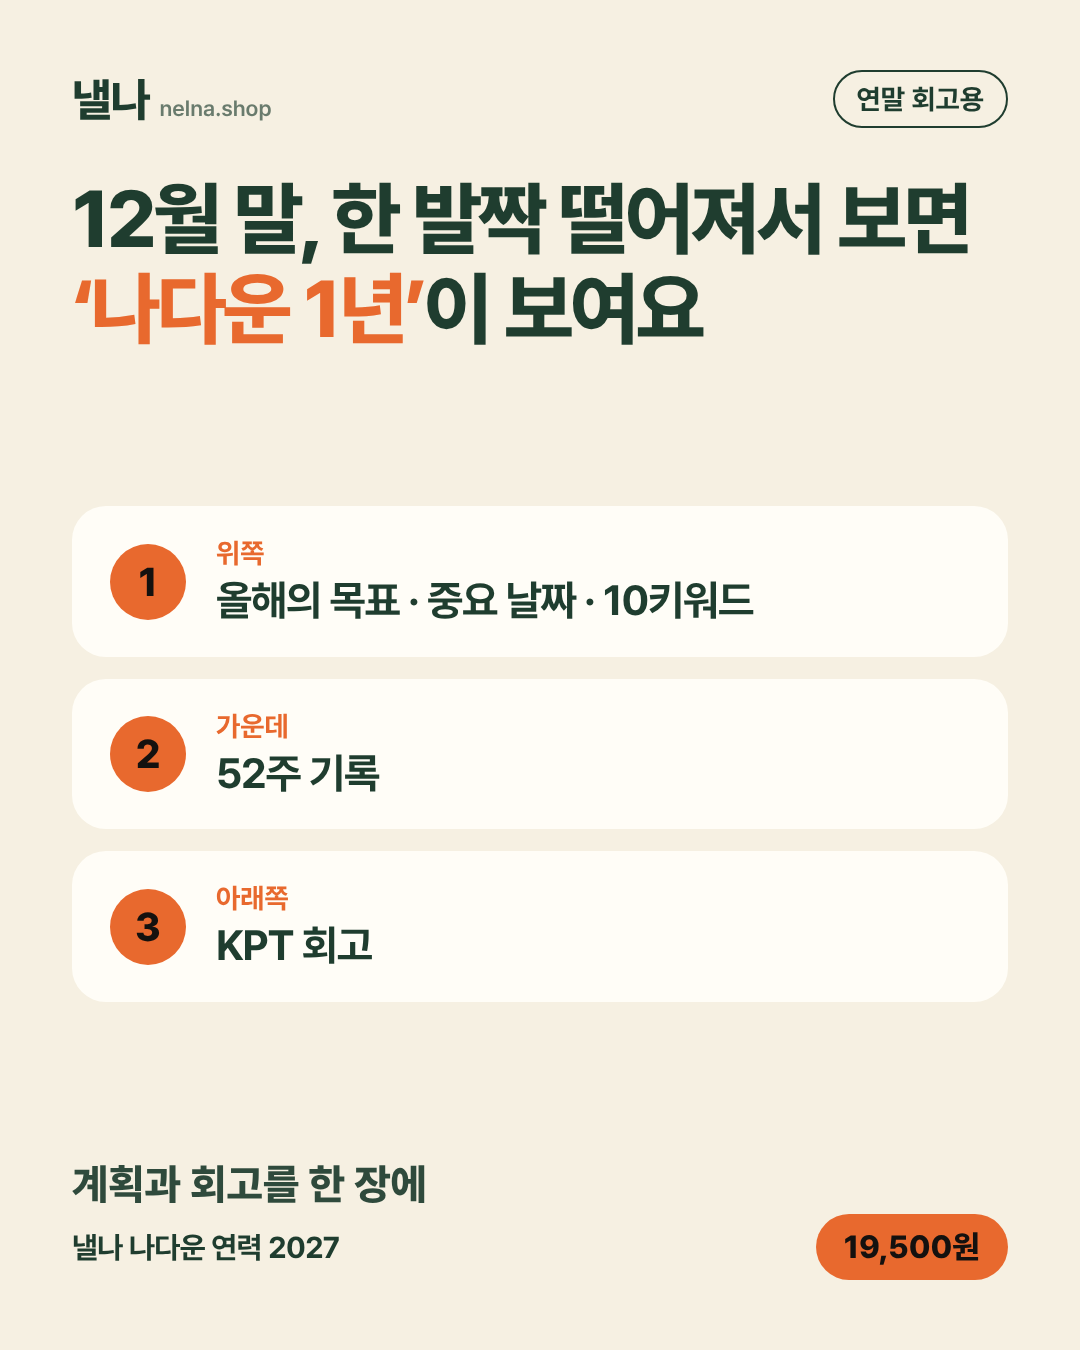 냴나 nelna.shop
연말 회고용
12월 말, 한 발짝 떨어져서 보면
‘나다운 1년’이 보여요
1
위쪽
올해의 목표 · 중요 날짜 · 10키워드
2
가운데
52주 기록
3
아래쪽
KPT 회고
계획과 회고를 한 장에
냴나 나다운 연력 2027
19,500원